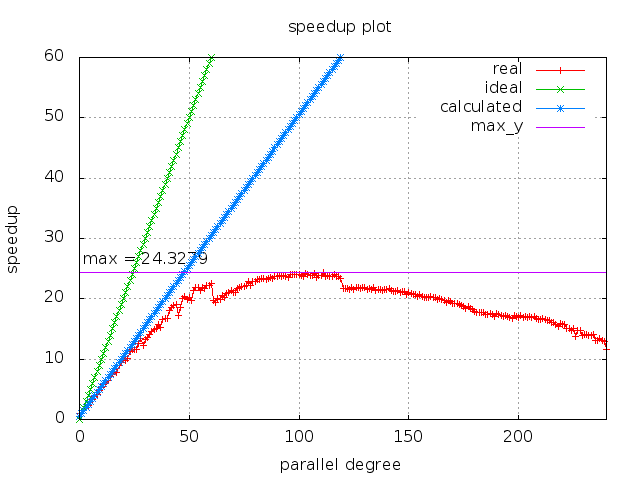 speedup plot
real
ideal
calculated
max_y
max = 24.3279
speedup
60
50
40
30
20
10
0
0 50 100 150 200
parallel degree